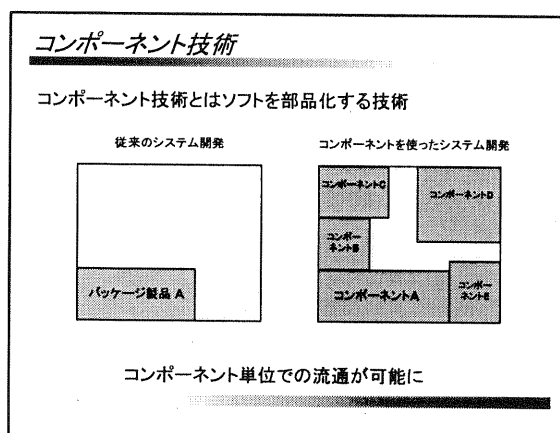 コンポーネント技術
コンポーネント技術とはソフトを部品化する技術
従来のシステム開発
コンポーネントを使ったシステム開発
パッケージ製品 A
コンポーネントC
コンポーネントD
コンポー
ネントB
コンポーネントA
コンポー
ネントE
コンポーネント単位での流通が可能に